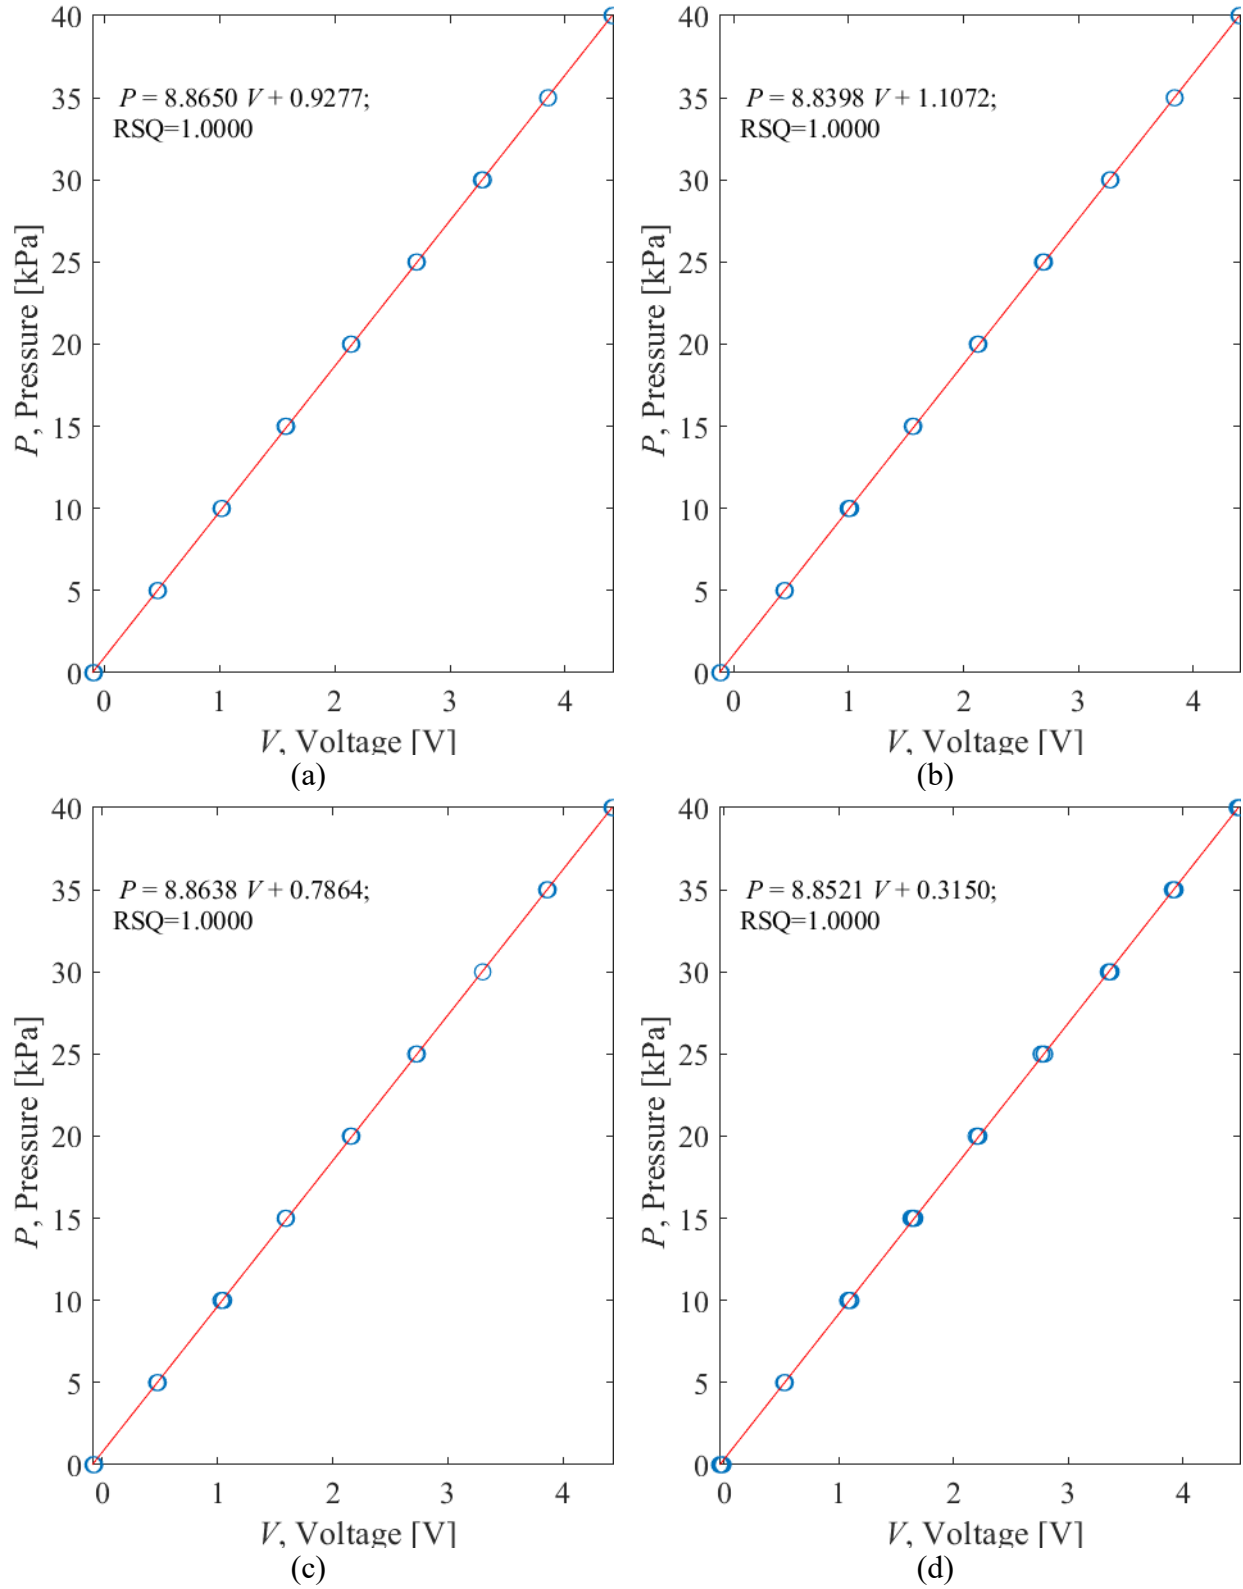 40
35
30
25
20
15
10
5
0
P, Pressure [kPa]
P = 8.8650 V + 0.9277;
RSQ=1.0000
0 1 2 3 4
V, Voltage [V]
(a)
40
35
30
25
20
15
10
5
0
P, Pressure [kPa]
P = 8.8398 V + 1.1072;
RSQ=1.0000
0 1 2 3 4
V, Voltage [V]
(b)
40
35
30
25
20
15
10
5
0
P, Pressure [kPa]
P = 8.8638 V + 0.7864;
RSQ=1.0000
0 1 2 3 4
V, Voltage [V]
(c)
40
35
30
25
20
15
10
5
0
P, Pressure [kPa]
P = 8.8521 V + 0.3150;
RSQ=1.0000
0 1 2 3 4
V, Voltage [V]
(d)